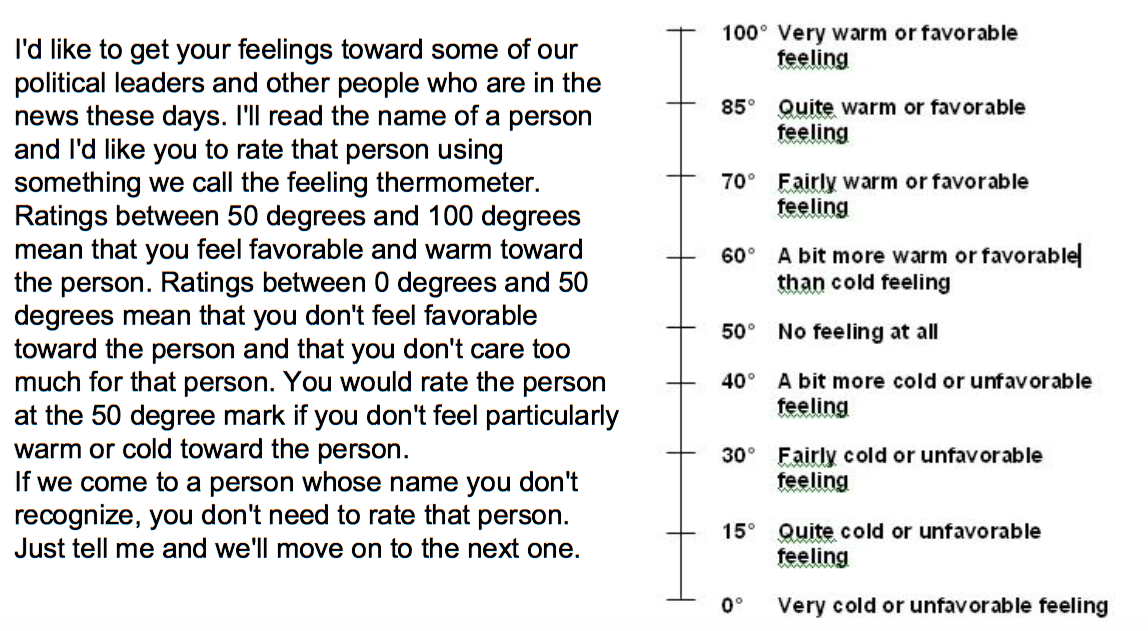 I'd like to get your feelings toward some of our
political leaders and other people who are in the
news these days. I'll read the name of a person
and I'd like you to rate that person using
something we call the feeling thermometer.
Ratings between 50 degrees and 100 degrees
mean that you feel favorable and warm toward
the person. Ratings between 0 degrees and 50
degrees mean that you don't feel favorable
toward the person and that you don't care too
much for that person. You would rate the person
at the 50 degree mark if you don't feel particularly
warm or cold toward the person.
If we come to a person whose name you don't
recognize, you don't need to rate that person.
Just tell me and we'll move on to the next one.
100° Very warm or favorable
feeling
85° Quite warm or favorable
feeling
70° Fairly warm or favorable
feeling
60° A bit more warm or favorable
than cold feeling
50° No feeling at all
40° A bit more cold or unfavorable
feeling
30° Fairly cold or unfavorable
feeling
15° Quite cold or unfavorable
feeling
0° Very cold or unfavorable feeling